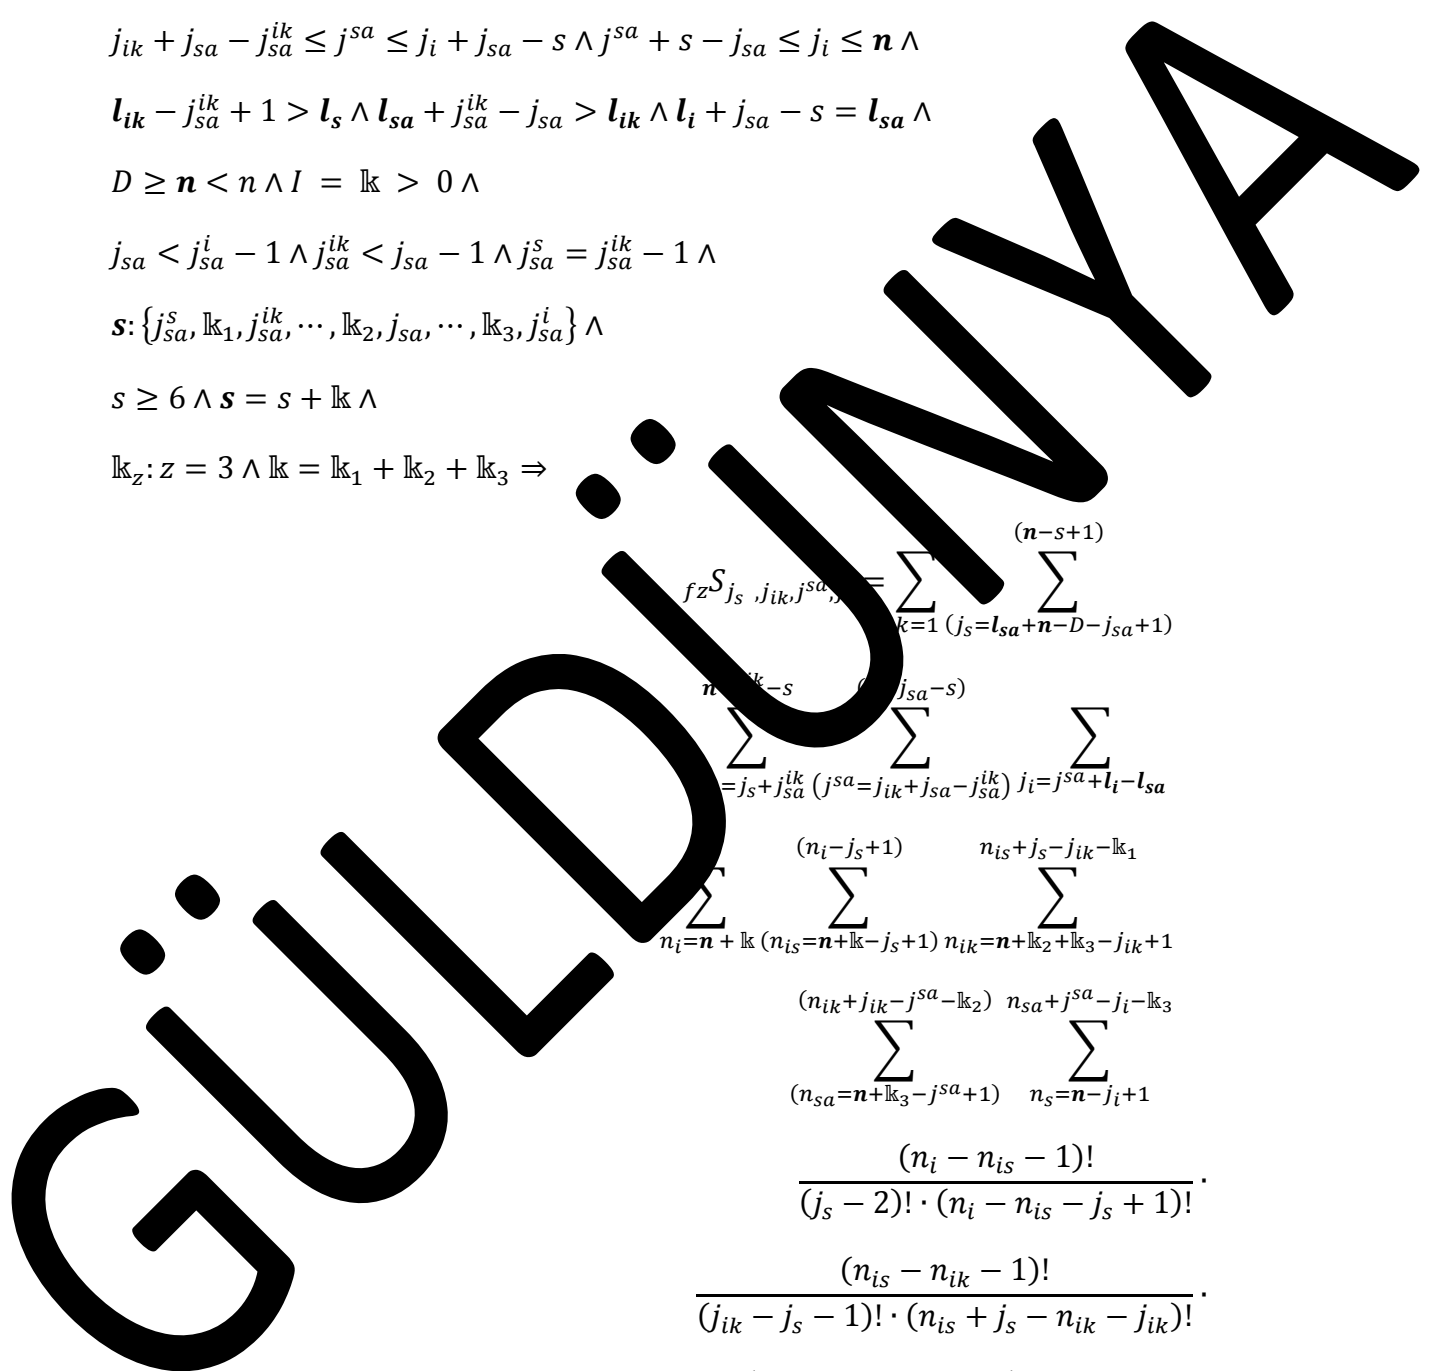 j_{ik} + j_{sa} − j_{sa}^{ik} ≤ j^{sa} ≤ j_i + j_{sa} − s ∧ j^{sa} + s − j_{sa} ≤ j_i ≤ n ∧
l_{ik} − j_{sa}^{ik} + 1 > l_s ∧ l_{sa} + j_{sa}^{ik} − j_{sa} > l_{ik} ∧ l_i + j_{sa} − s = l_{sa} ∧
D ≥ n < n ∧ I = 𝕜 > 0 ∧
j_{sa} < j_{sa}^{i} − 1 ∧ j_{sa}^{ik} < j_{sa} − 1 ∧ j_{sa}^{s} = j_{sa}^{ik} − 1 ∧
s: {j_{sa}^{s}, 𝕜_1, j_{sa}^{ik}, ⋯ , 𝕜_2, j_{sa}, ⋯ , 𝕜_3, j_{sa}^{i}} ∧
s ≥ 6 ∧ s = s + 𝕜 ∧
𝕜_z: z = 3 ∧ 𝕜 = 𝕜_1 + 𝕜_2 + 𝕜_3 ⇒
(n−s+1)
_{fz}S_{j_s ,j_{ik},j^{sa},} = ∑ ∑
k=1 (j_s=l_{sa}+n−D−j_{sa}+1)
n −s j_{sa}−s)
∑ ∑ ∑
=j_s+j_{sa}^{ik} (j^{sa}=j_{ik}+j_{sa}−j_{sa}^{ik}) j_i=j^{sa}+l_i−l_{sa}
(n_i−j_s+1) n_{is}+j_s−j_{ik}−𝕜_1
∑ ∑ ∑
n_i=n+𝕜 (n_{is}=n+𝕜−j_s+1) n_{ik}=n+𝕜_2+𝕜_3−j_{ik}+1
(n_{ik}+j_{ik}−j^{sa}−𝕜_2) n_{sa}+j^{sa}−j_i−𝕜_3
∑ ∑
(n_{sa}=n+𝕜_3−j^{sa}+1) n_s=n−j_i+1
(n_i − n_{is} − 1)!
(j_s − 2)! · (n_i − n_{is} − j_s + 1)! ·
(n_{is} − n_{ik} − 1)!
(j_{ik} − j_s − 1)! · (n_{is} + j_s − n_{ik} − j_{ik})! ·
GÜLDÜNYA